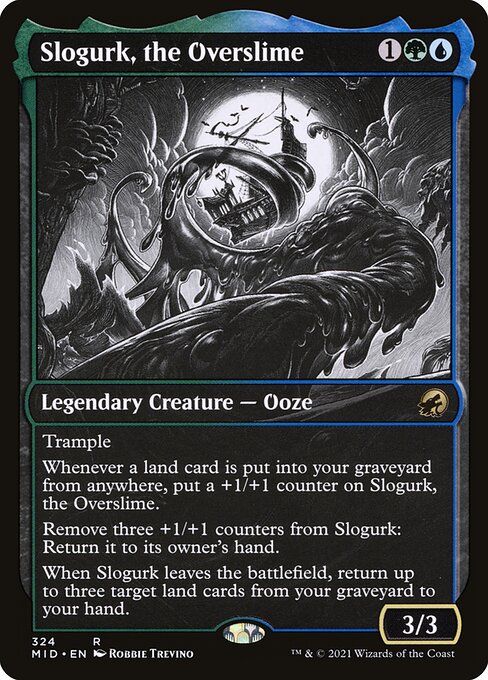 Slogurk, the Overslime 1
Legendary Creature — Ooze
Trample
Whenever a land card is put into your graveyard
from anywhere, put a +1/+1 counter on Slogurk,
the Overslime.
Remove three +1/+1 counters from Slogurk:
Return it to its owner's hand.
When Slogurk leaves the battlefield, return up
to three target land cards from your graveyard to
your hand.
3/3
324 R
MID • EN Robbie Trevino
™ & © 2021 Wizards of the Coast